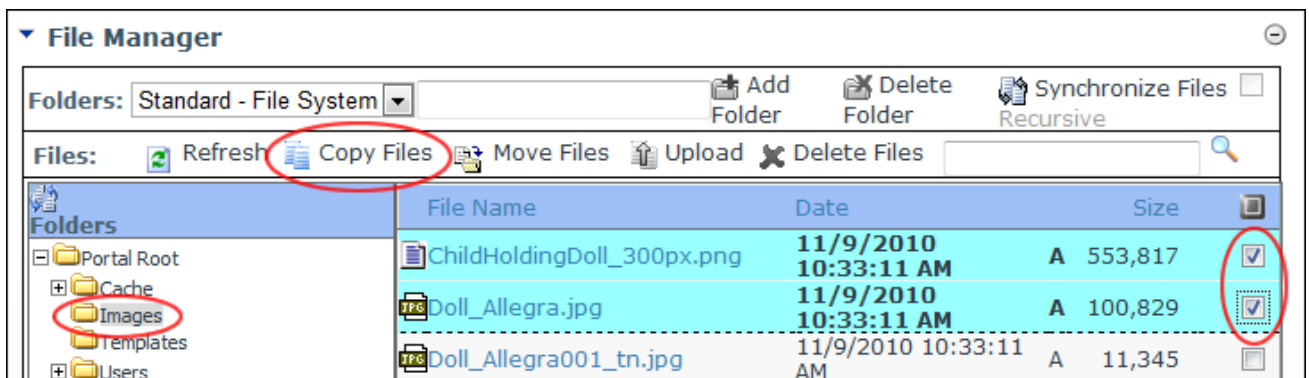 File Manager
Folders: Standard - File System Add Folder Delete Folder Synchronize Files Recursive
Files: Refresh Copy Files Move Files Upload Delete Files
Folders File Name Date Size
Portal Root
Cache
Images
Templates
Users
ChildHoldingDoll_300px.png 11/9/2010 10:33:11 AM A 553,817
Doll_Allegra.jpg 11/9/2010 10:33:11 AM A 100,829
Doll_Allegra001_tn.jpg 11/9/2010 10:33:11 AM A 11,345